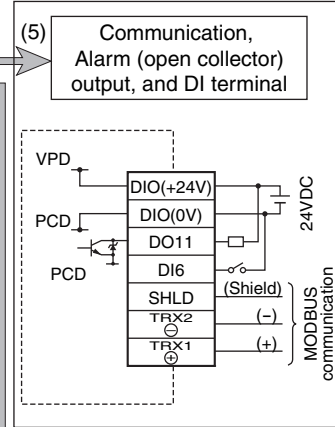 (5)
Communication,
Alarm (open collector)
output, and DI terminal
VPD
DIO(+24V)
PCD
DIO(0V)
24VDC
DO11
PCD
DI6
SHLD
(Shield)
TRX2
⊖
(−)
TRX1
⊕
(+)
MODBUS
communication